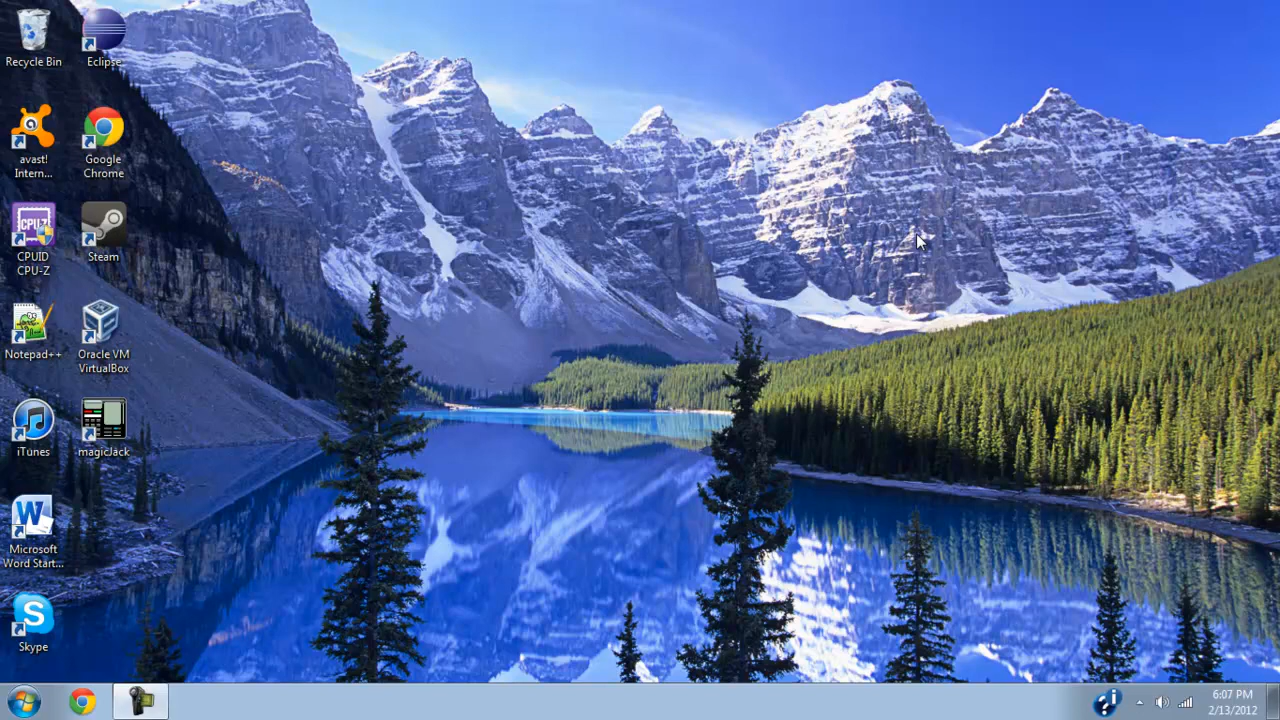 Recycle Bin
Eclipse
avast!
Intern...
Google
Chrome
CPU-Z
CPUID
CPU-Z
Steam
Notepad++
Oracle VM
VirtualBox
iTunes
magicJack
W
Microsoft
Word Start...
S
Skype
6:07 PM
2/13/2012